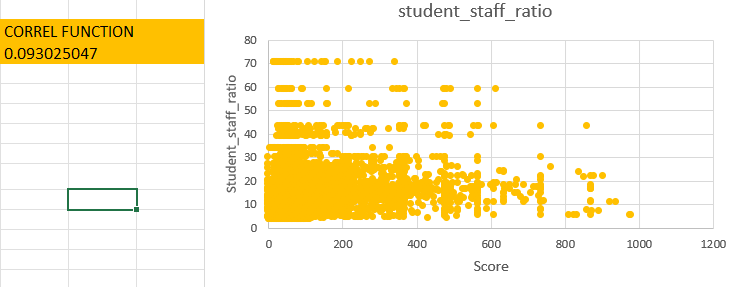 CORREL FUNCTION
0.093025047
student_staff_ratio
80
70
60
50
40
30
20
10
0
Student_staff_ratio
0 200 400 600 800 1000 1200
Score